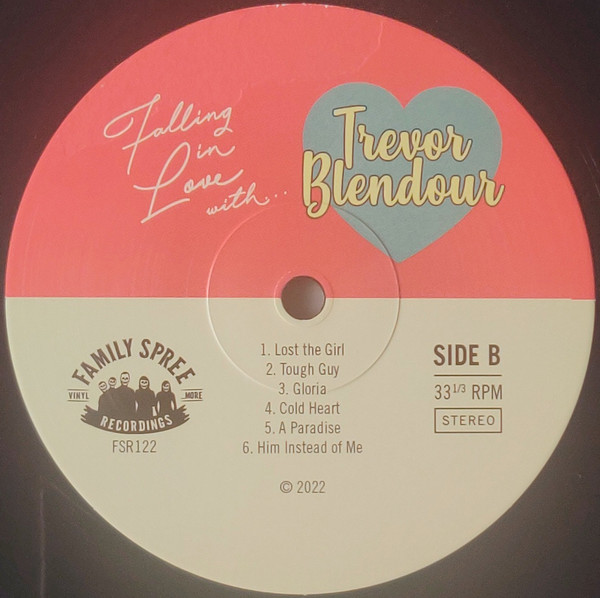 Falling
in
Love
with..
Trevor
Blendour
FAMILY SPREE
VINYL ...MORE
RECORDINGS
FSR122
1. Lost the Girl
2. Tough Guy
3. Gloria
4. Cold Heart
5. A Paradise
6. Him Instead of Me
© 2022
SIDE B
33 1/3 RPM
STEREO